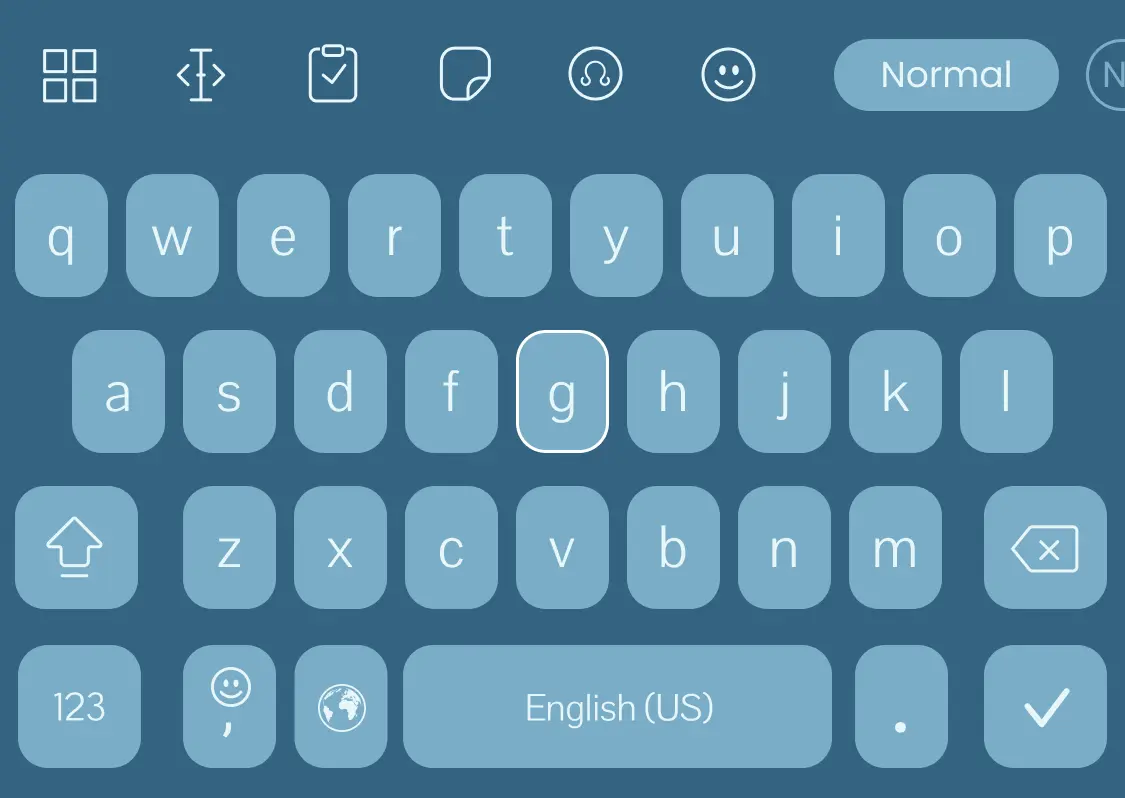 Normal N
q w e r t y u i o p
a s d f g h j k l
z x c v b n m
123 , English (US) .